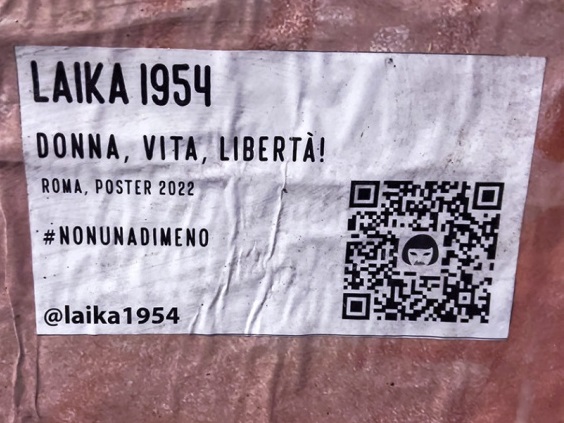 LAIKA 1954
DONNA, VITA, LIBERTÀ!
ROMA, POSTER 2022
#NONUNADIMENO
@laika1954